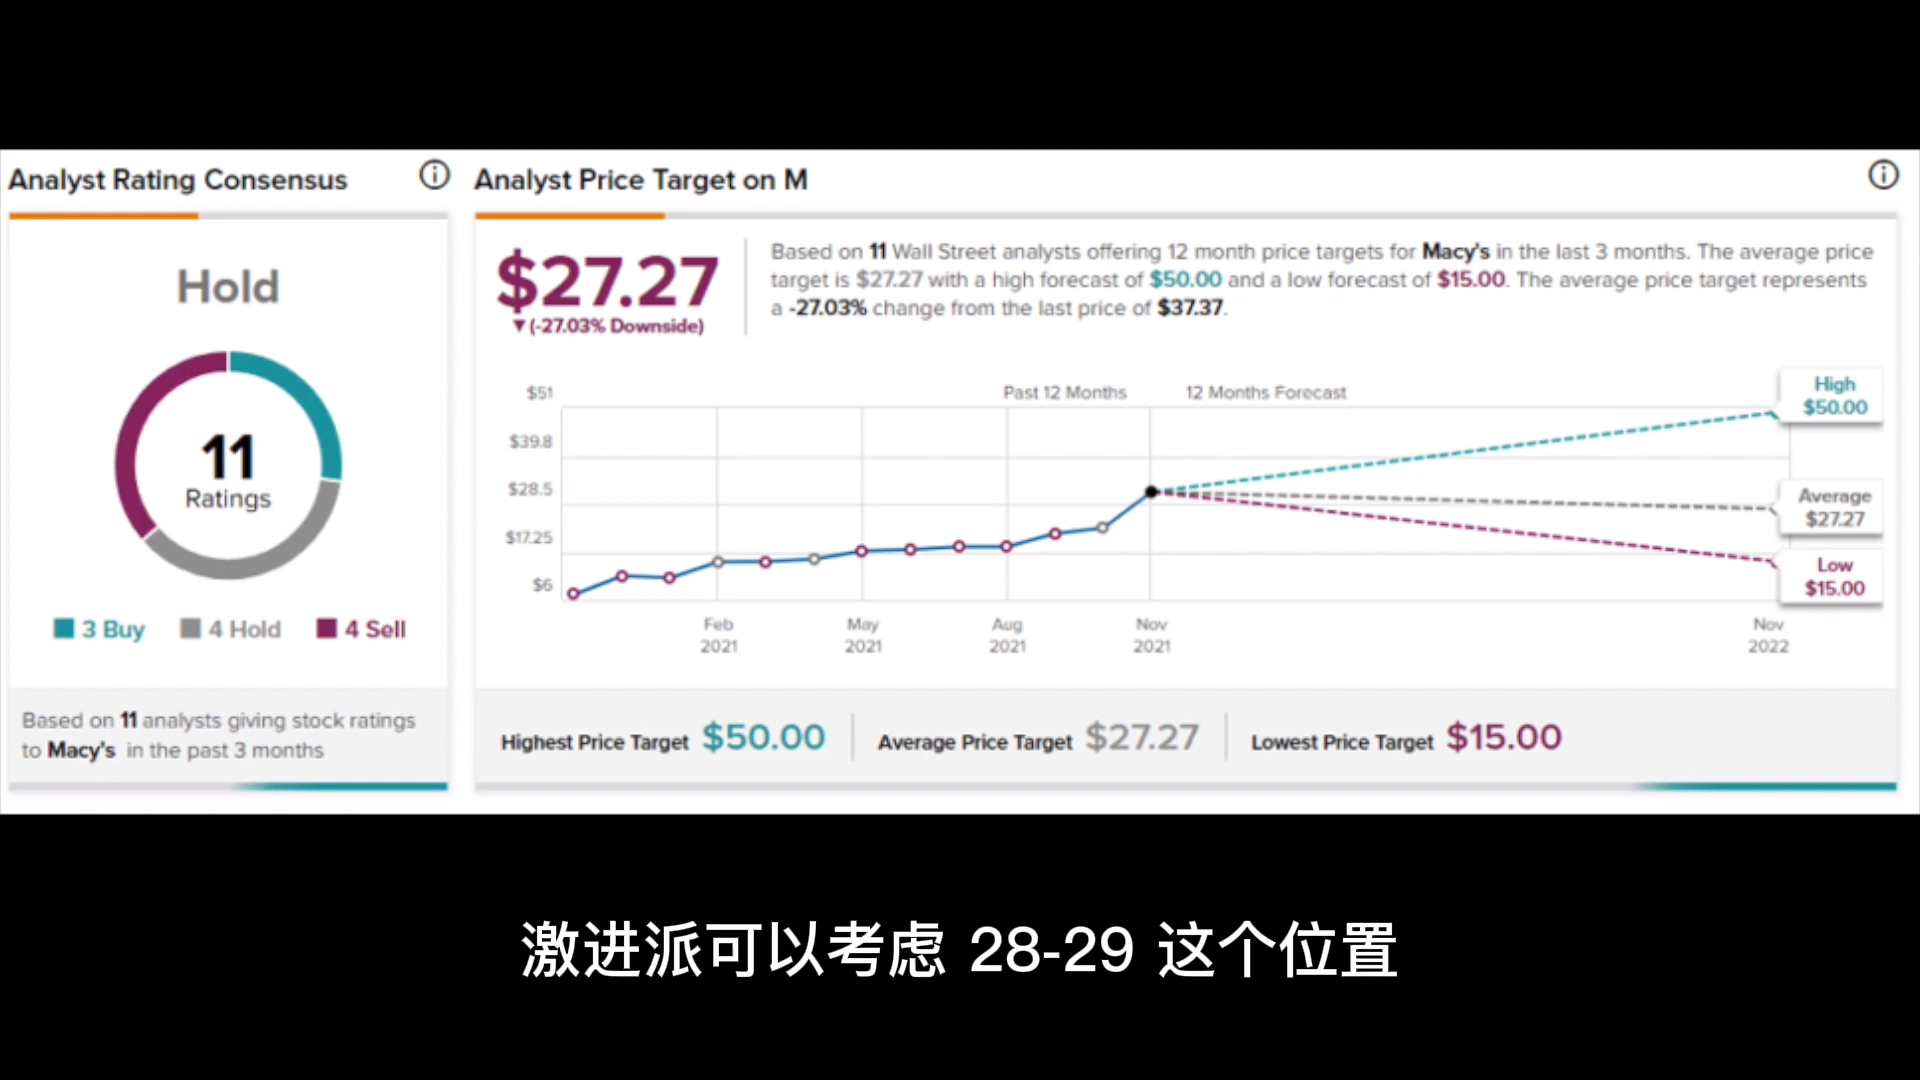 Analyst Rating Consensus
Hold
11
Ratings
3 Buy 4 Hold 4 Sell
Based on 11 analysts giving stock ratings
to Macy's in the past 3 months
Analyst Price Target on M
$27.27
▼(-27.03% Downside)
Based on 11 Wall Street analysts offering 12 month price targets for Macy's in the last 3 months. The average price
target is $27.27 with a high forecast of $50.00 and a low forecast of $15.00. The average price target represents
a -27.03% change from the last price of $37.37.
Past 12 Months 12 Months Forecast
$51
$39.8
$28.5
$17.25
$6
High
$50.00
Average
$27.27
Low
$15.00
Feb
2021
May
2021
Aug
2021
Nov
2021
Nov
2022
Highest Price Target $50.00
Average Price Target $27.27
Lowest Price Target $15.00
激进派可以考虑 28-29 这个位置